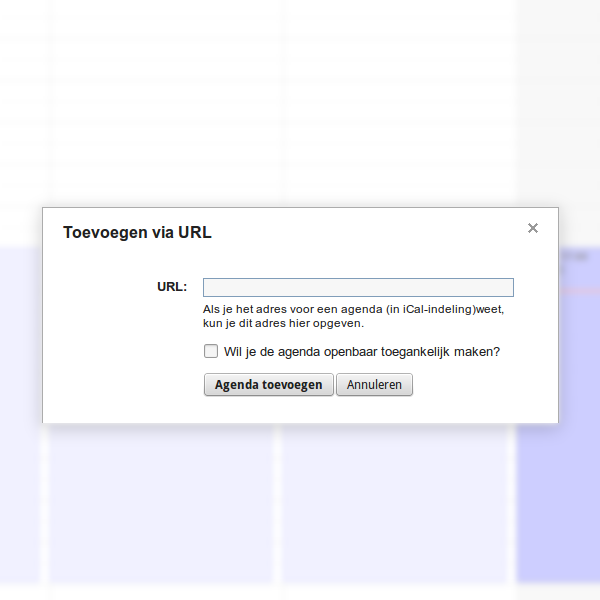 Toevoegen via URL
URL:
Als je het adres voor een agenda (in iCal-indeling)weet,
kun je dit adres hier opgeven.
Wil je de agenda openbaar toegankelijk maken?
Agenda toevoegen
Annuleren